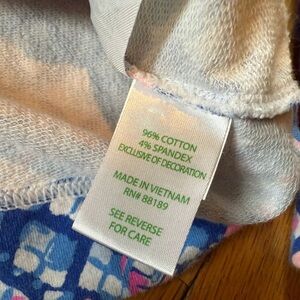 96% COTTON
4% SPANDEX
EXCLUSIVE OF DECORATION
MADE IN VIETNAM
RN# 88189
SEE REVERSE
FOR CARE